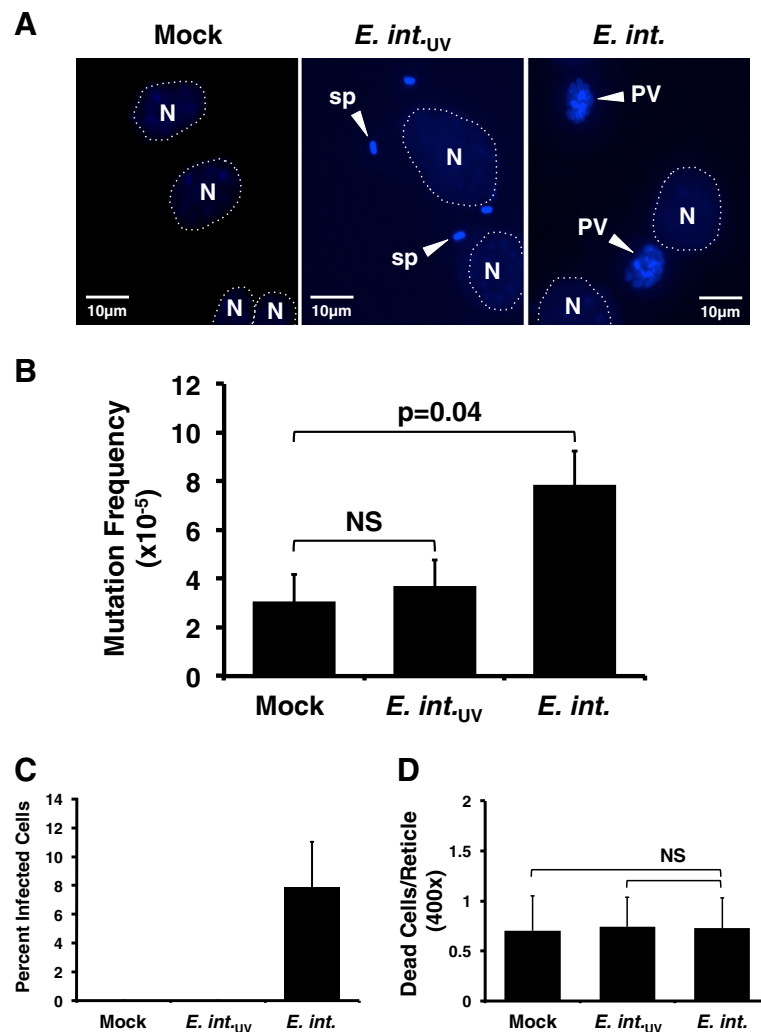 A
Mock
E. int.UV
E. int.
N
N
N
N
10µm
sp
N
sp
N
10µm
PV
N
PV
N
10µm
B
Mutation Frequency
(x10-5)
12
10
8
6
4
2
0
p=0.04
NS
Mock
E. int.UV
E. int.
C
Percent Infected Cells
14
12
10
8
6
4
2
0
Mock
E. int.UV
E. int.
D
Dead Cells/Reticle
(400x)
2
1.5
1
0.5
0
NS
Mock
E. int.UV
E. int.